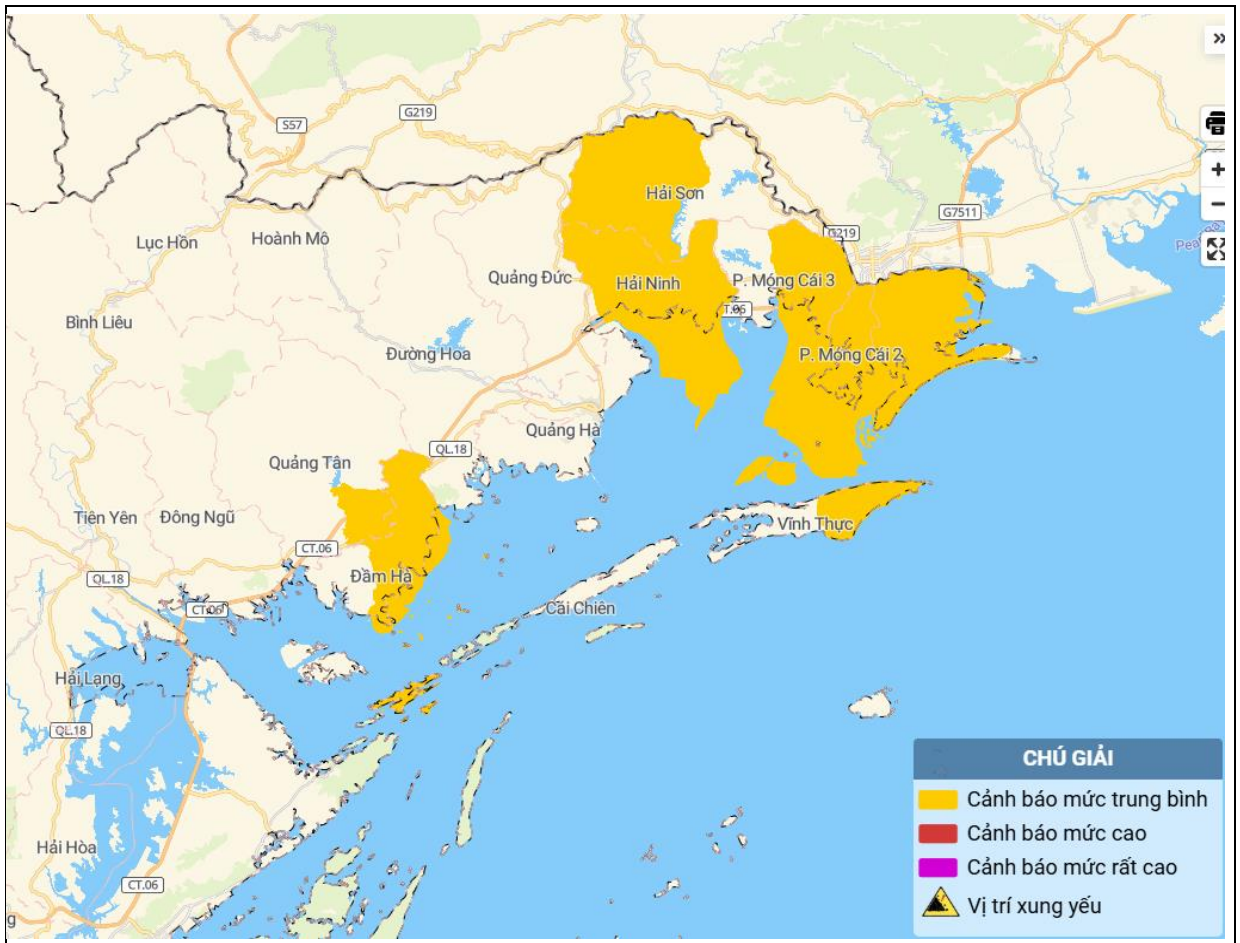 »
G219
S57
Hải Sơn
+
G7511
−
Lục Hồn
Hoành Mô
G219
Quảng Đức
Hải Ninh
P. Móng Cái 3
Bình Liêu
Đường Hoa
P. Móng Cái 2
Quảng Hà
QL.18
Quảng Tân
Tiên Yên
Đông Ngũ
Vĩnh Thực
CT.06
QL.18
Đầm Hà
CT.06
Cái Chiên
Hải Lạng
QL.18
CHÚ GIẢI
Cảnh báo mức trung bình
Cảnh báo mức cao
Hải Hòa
Cảnh báo mức rất cao
CT.06
Vị trí xung yếu
g